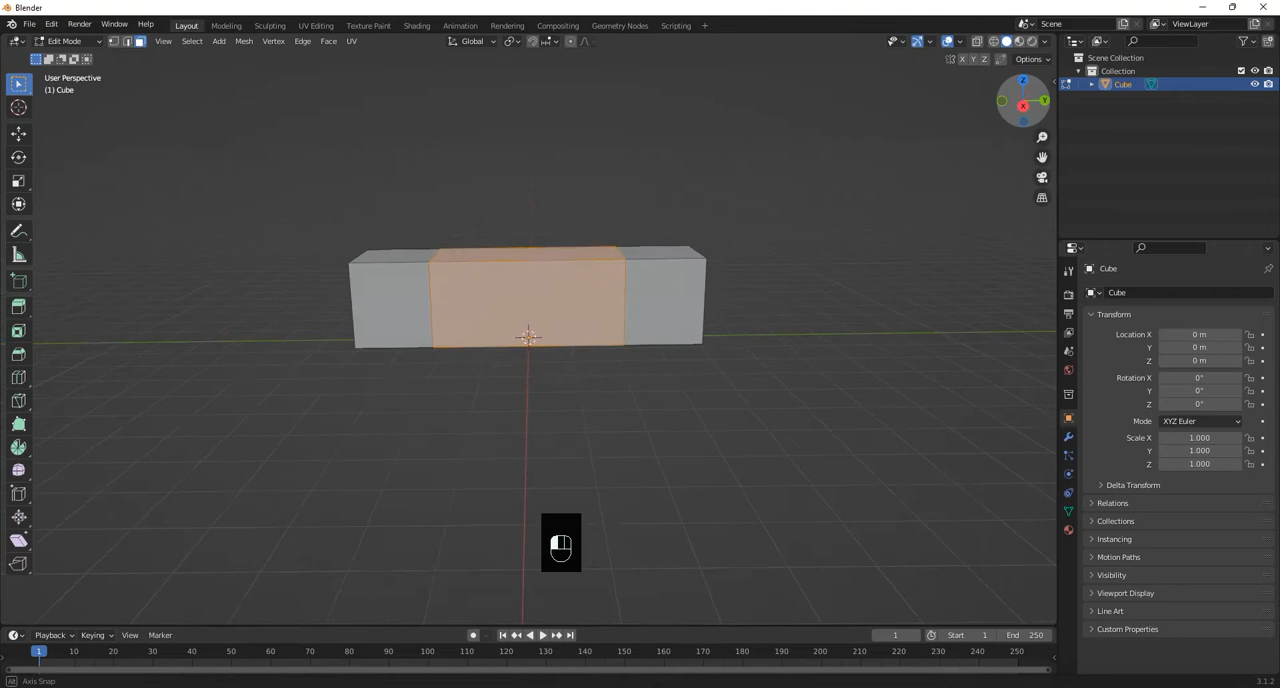 Blender
File Edit Render Window Help Layout Modeling Sculpting UV Editing Texture Paint Shading Animation Rendering Compositing Geometry Nodes Scripting + Scene ViewLayer
Edit Mode View Select Add Mesh Vertex Edge Face UV Global
X Y Z Options
User Perspective
(1) Cube
Z
Y
X
Scene Collection
Collection
Cube
Cube
Cube
Transform
Location X 0 m
Y 0 m
Z 0 m
Rotation X 0°
Y 0°
Z 0°
Mode XYZ Euler
Scale X 1.000
Y 1.000
Z 1.000
Delta Transform
Relations
Collections
Instancing
Motion Paths
Visibility
Viewport Display
Line Art
Custom Properties
Playback Keying View Marker 1 Start 1 End 250
1 10 20 30 40 50 60 70 80 90 100 110 120 130 140 150 160 170 180 190 200 210 220 230 240 250
Alt Axis Snap 3.1.2